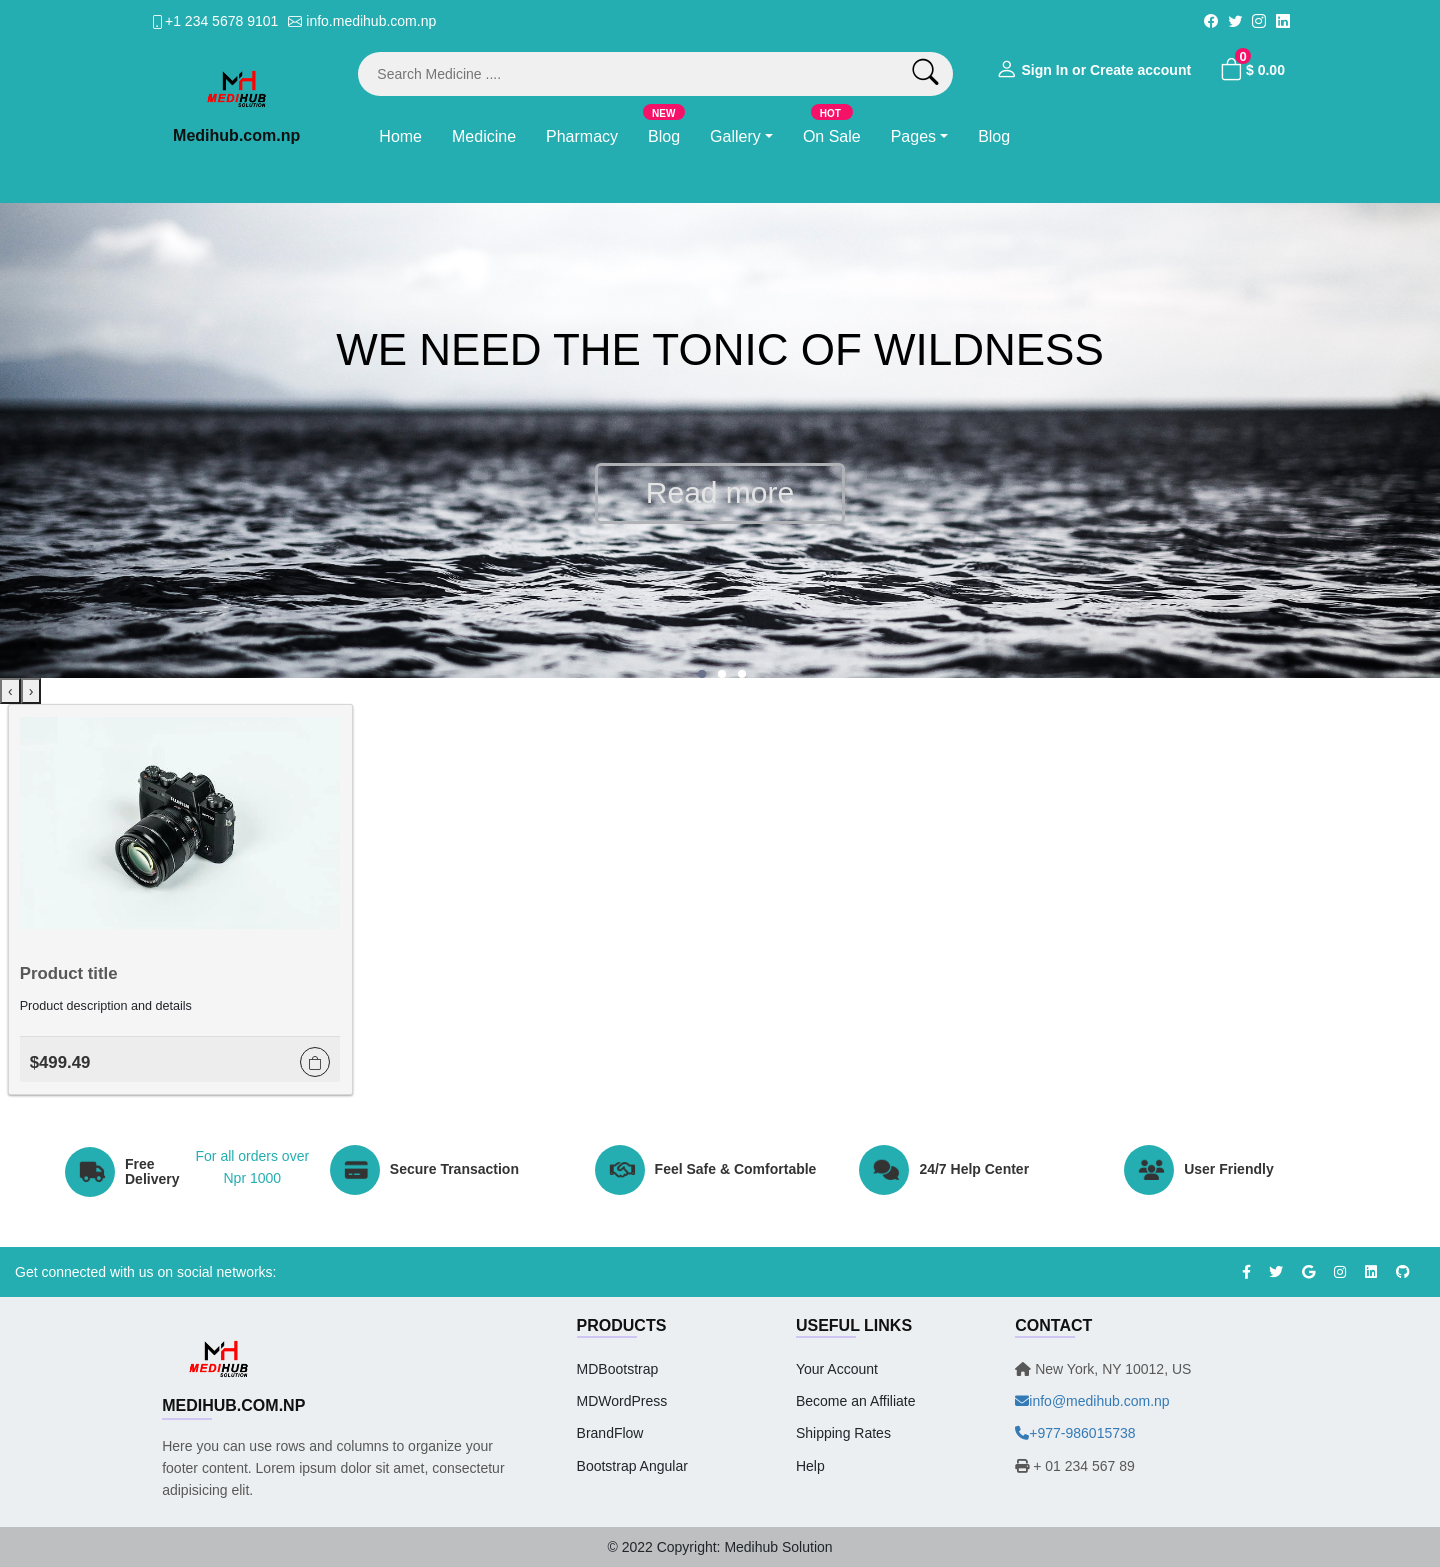 +1 234 5678 9101 info.medihub.com.np
Search Medicine ....
Sign In or Create account
0
$ 0.00
MH
MEDIHUB
SOLUTION
Medihub.com.np
NEW
HOT
Home Medicine Pharmacy Blog Gallery On Sale Pages Blog
WE NEED THE TONIC OF WILDNESS
Read more
‹ ›
FUJIFILM
Product title
Product description and details
$499.49
Free
Delivery
For all orders over
Npr 1000
Secure Transaction
Feel Safe & Comfortable
24/7 Help Center
User Friendly
Get connected with us on social networks:
MH
MEDIHUB
SOLUTION
MEDIHUB.COM.NP
Here you can use rows and columns to organize your
footer content. Lorem ipsum dolor sit amet, consectetur
adipisicing elit.
PRODUCTS
MDBootstrap
MDWordPress
BrandFlow
Bootstrap Angular
USEFUL LINKS
Your Account
Become an Affiliate
Shipping Rates
Help
CONTACT
New York, NY 10012, US
info@medihub.com.np
+977-986015738
+ 01 234 567 89
© 2022 Copyright: Medihub Solution